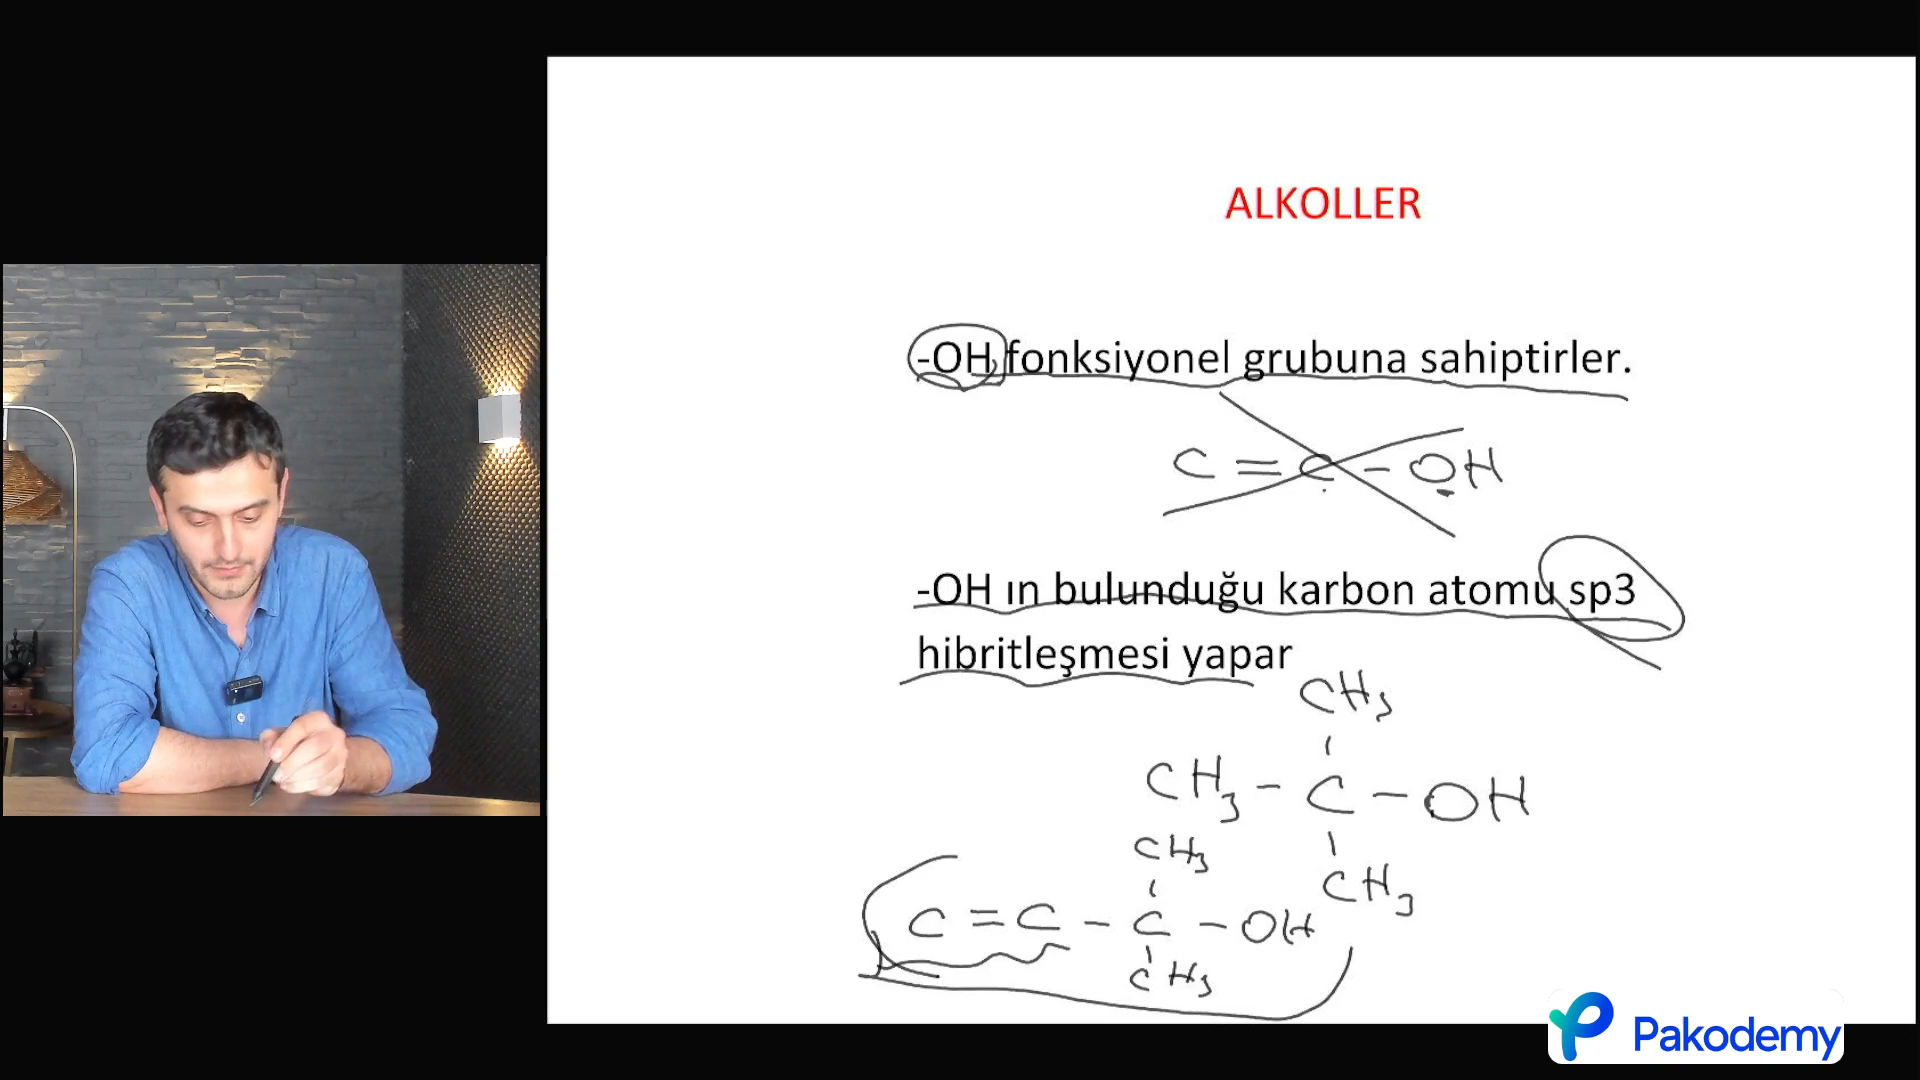 ALKOLLER
-OH fonksiyonel grubuna sahiptirler.
C = C - OH
-OH ın bulunduğu karbon atomu sp3
hibritleşmesi yapar
CH3
CH3 - C - OH
CH3
CH3
C = C - C - OH
CH3
Pakodemy